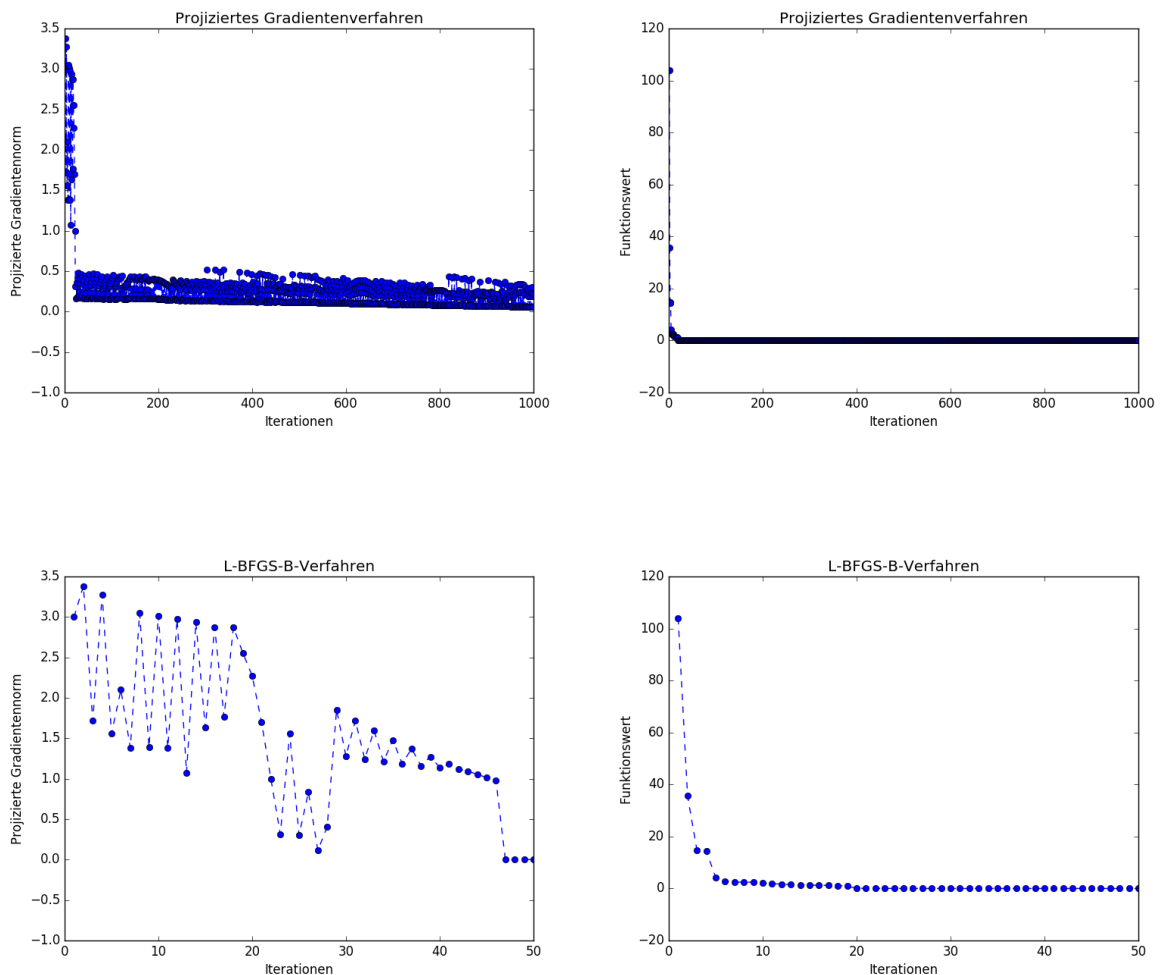 Projiziertes Gradientenverfahren
3.5
3.0
2.5
2.0
1.5
1.0
0.5
0.0
−0.5
−1.0
Projizierte Gradientennorm
0 200 400 600 800 1000
Iterationen
Projiziertes Gradientenverfahren
120
100
80
60
40
20
0
−20
Funktionswert
0 200 400 600 800 1000
Iterationen
L-BFGS-B-Verfahren
3.5
3.0
2.5
2.0
1.5
1.0
0.5
0.0
−0.5
−1.0
Projizierte Gradientennorm
0 10 20 30 40 50
Iterationen
L-BFGS-B-Verfahren
120
100
80
60
40
20
0
−20
Funktionswert
0 10 20 30 40 50
Iterationen